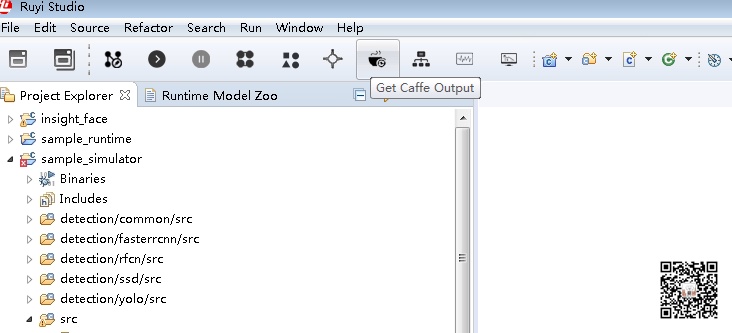 Ruyi Studio
File Edit Source Refactor Search Run Window Help
Get Caffe Output
Project Explorer Runtime Model Zoo
insight_face
sample_runtime
sample_simulator
Binaries
Includes
detection/common/src
detection/fasterrcnn/src
detection/rfcn/src
detection/ssd/src
detection/yolo/src
src